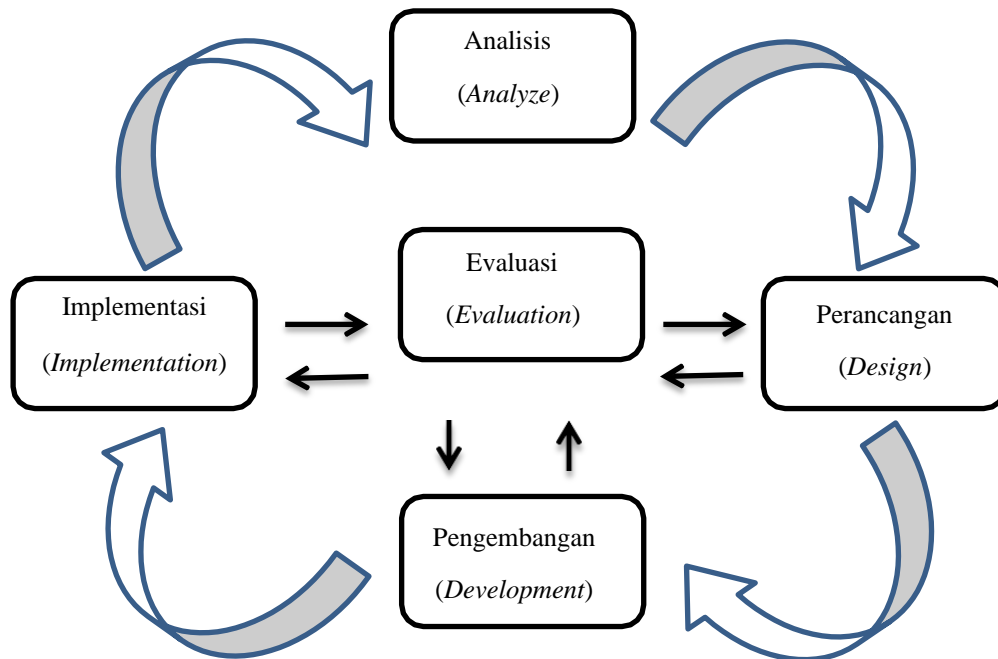 Analisis
(Analyze)
Evaluasi
(Evaluation)
Implementasi
(Implementation)
Perancangan
(Design)
Pengembangan
(Development)